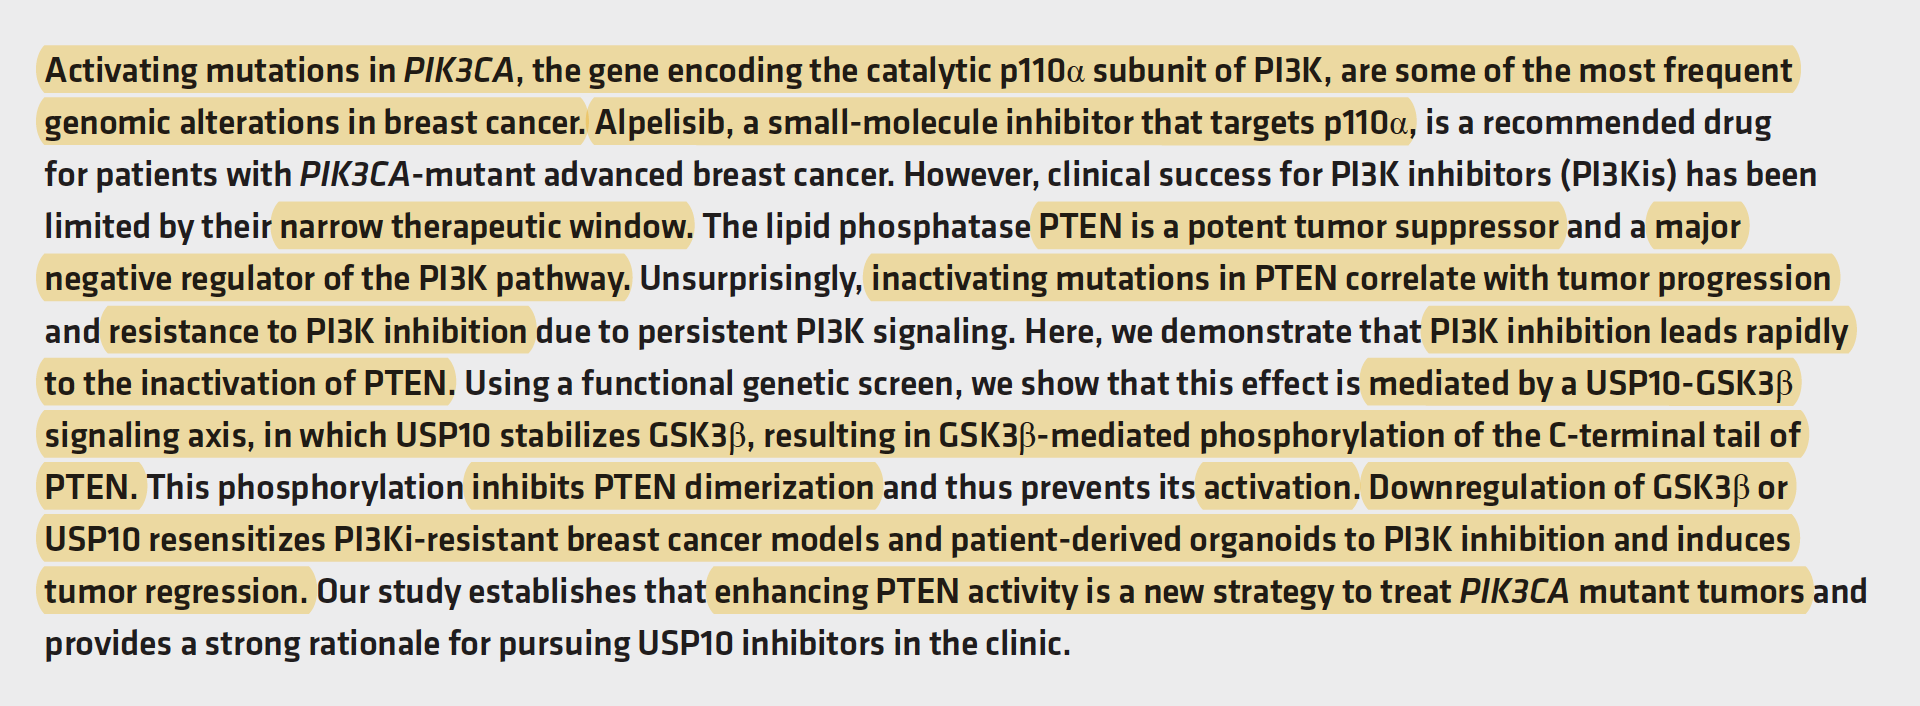 Activating mutations in PIK3CA, the gene encoding the catalytic p110α subunit of PI3K, are some of the most frequent
genomic alterations in breast cancer. Alpelisib, a small-molecule inhibitor that targets p110α, is a recommended drug
for patients with PIK3CA-mutant advanced breast cancer. However, clinical success for PI3K inhibitors (PI3Kis) has been
limited by their narrow therapeutic window. The lipid phosphatase PTEN is a potent tumor suppressor and a major
negative regulator of the PI3K pathway. Unsurprisingly, inactivating mutations in PTEN correlate with tumor progression
and resistance to PI3K inhibition due to persistent PI3K signaling. Here, we demonstrate that PI3K inhibition leads rapidly
to the inactivation of PTEN. Using a functional genetic screen, we show that this effect is mediated by a USP10-GSK3β
signaling axis, in which USP10 stabilizes GSK3β, resulting in GSK3β-mediated phosphorylation of the C-terminal tail of
PTEN. This phosphorylation inhibits PTEN dimerization and thus prevents its activation. Downregulation of GSK3β or
USP10 resensitizes PI3Ki-resistant breast cancer models and patient-derived organoids to PI3K inhibition and induces
tumor regression. Our study establishes that enhancing PTEN activity is a new strategy to treat PIK3CA mutant tumors and
provides a strong rationale for pursuing USP10 inhibitors in the clinic.